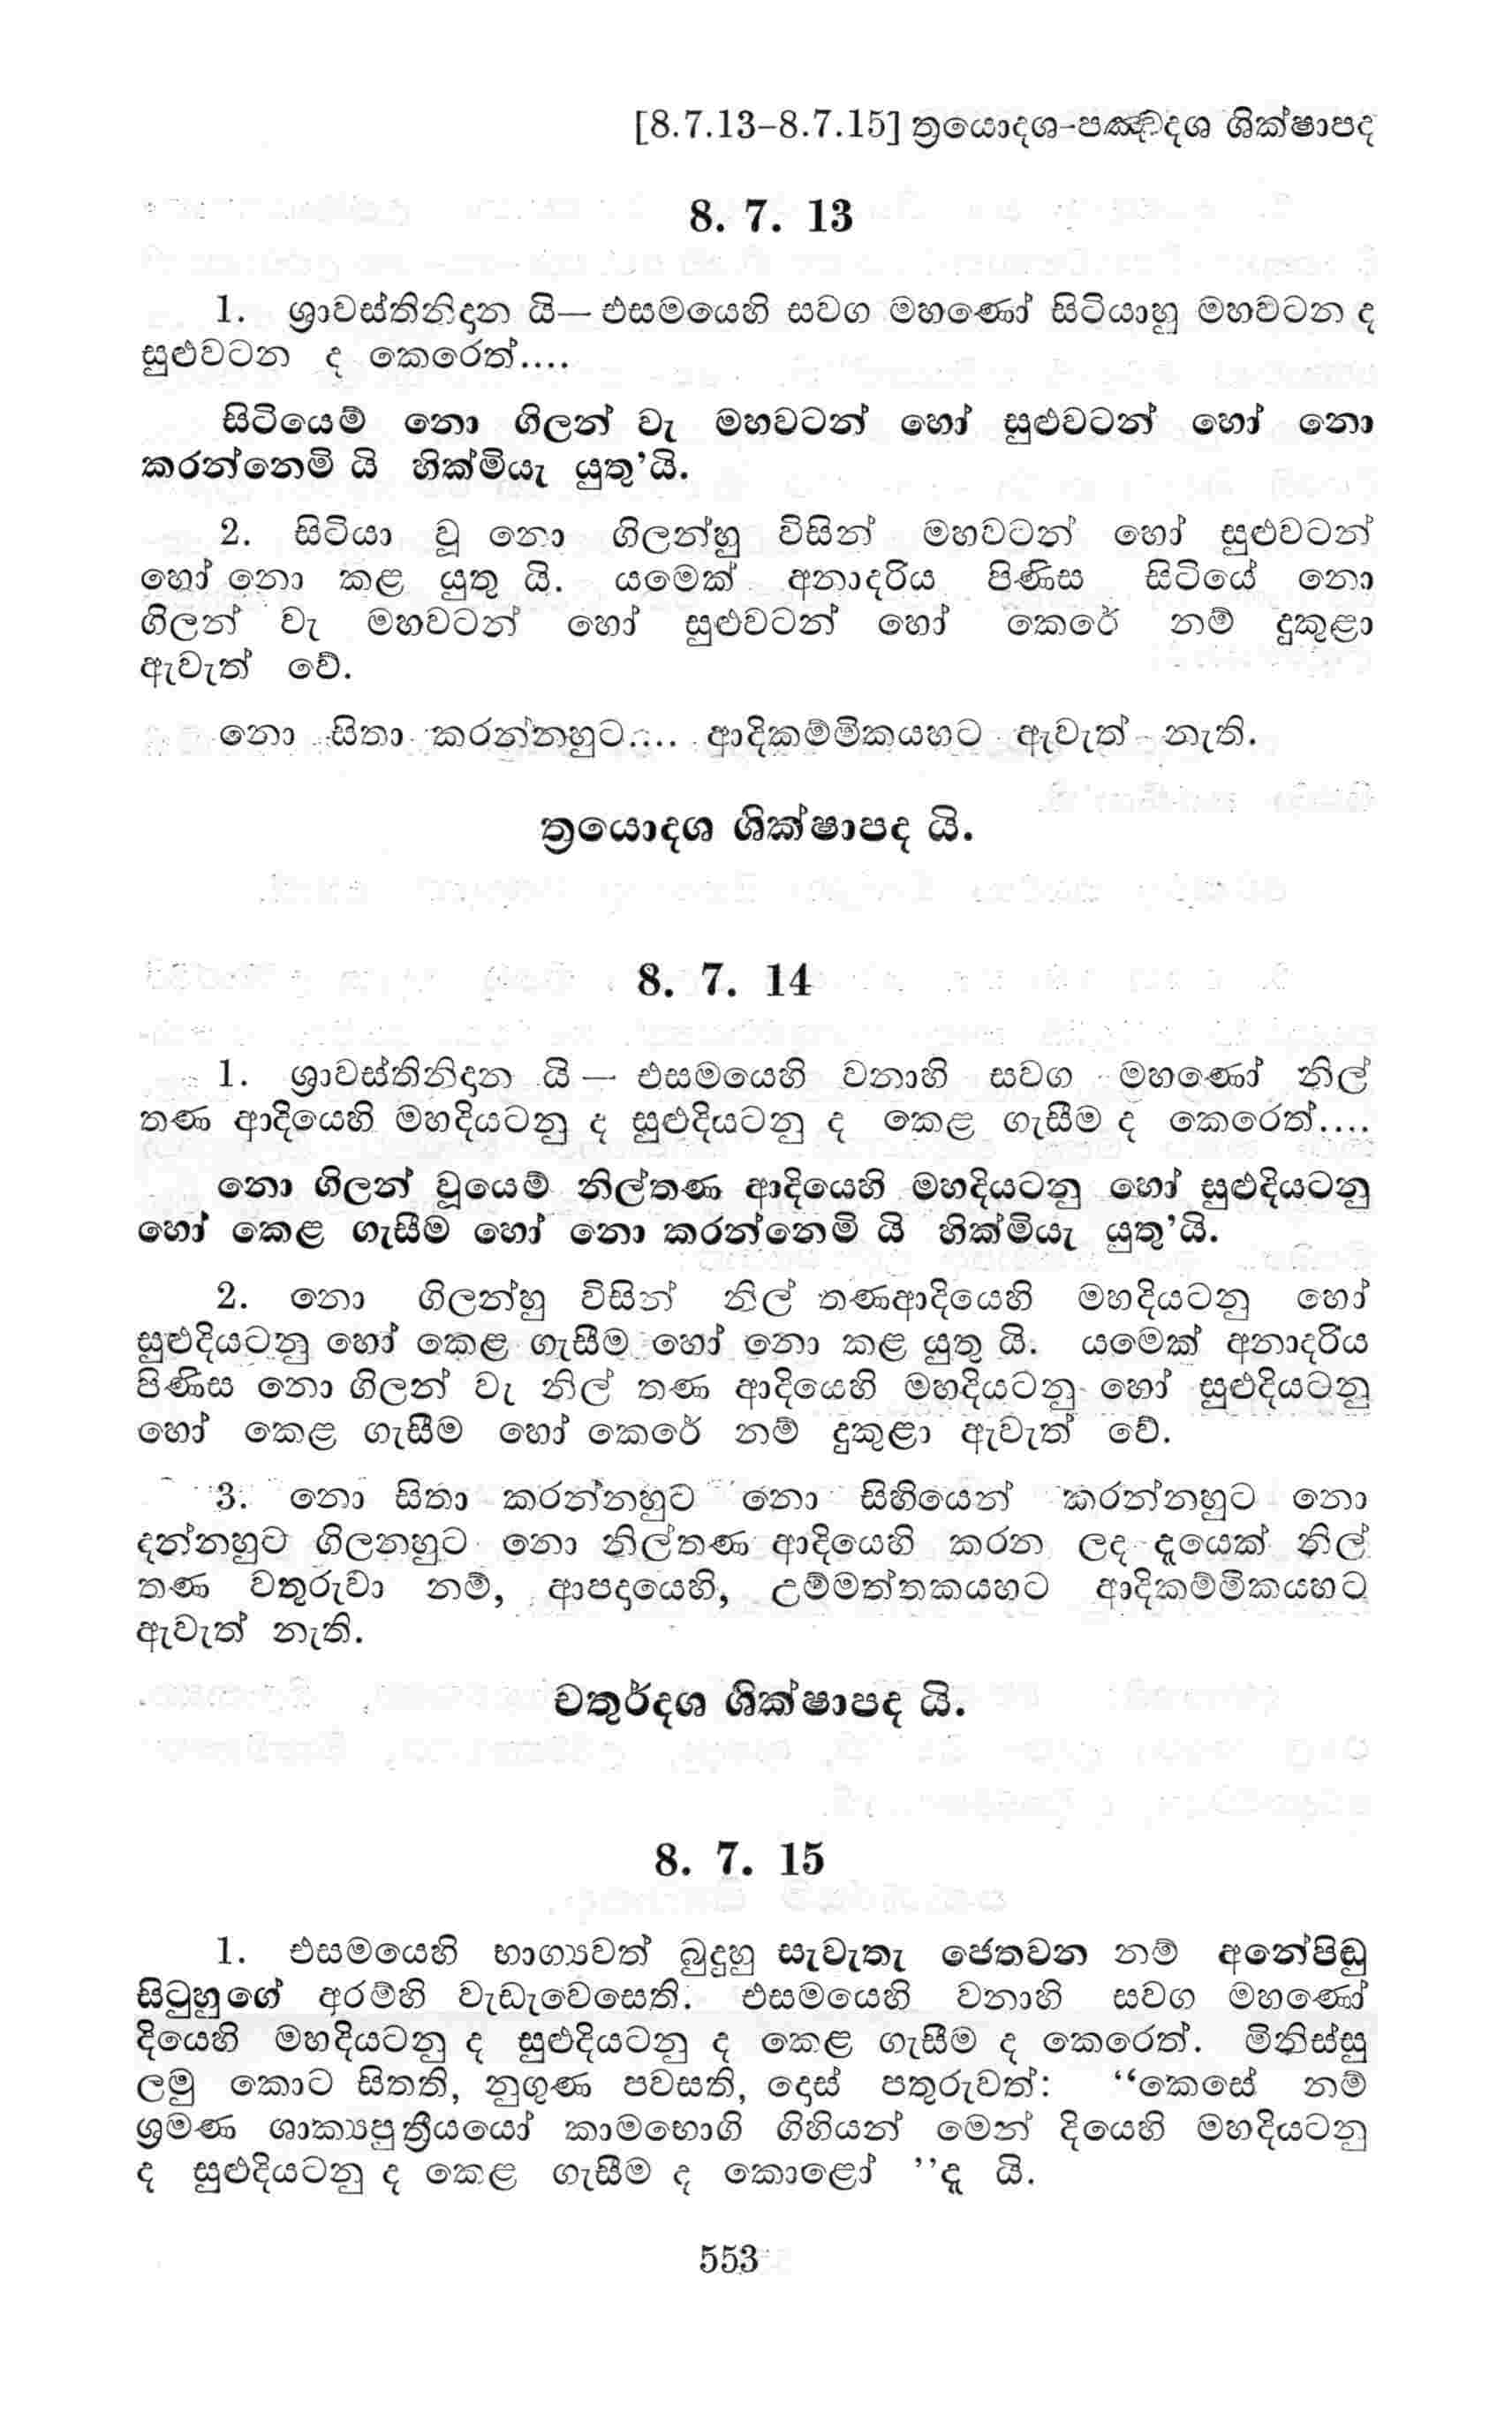 [8.7.13–8.7.15] ත්‍රයොදශ-පඤ්චදශ ශික්ෂාපද
8. 7. 13
1. ශ්‍රාවස්තිනිදාන යි— එසමයෙහි සවග මහණෝ සිටියාහු මහවටන ද
සුළුවටන ද කෙරෙත්....
සිටියෙම් නො ගිලන් වැ මහවටන් හෝ සුළුවටන් හෝ නො
කරන්නෙමි යි හික්මියැ යුතු’යි.
2. සිටියා වූ නො ගිලන්හු විසින් මහවටන් හෝ සුළුවටන්
හෝ නො කළ යුතු යි. යමෙක් අනාදරිය පිණිස සිටියේ නො
ගිලන් වැ මහවටන් හෝ සුළුවටන් හෝ කෙරේ නම් දුකුළා
ඇවැත් වේ.
නො සිතා කරන්නහුට.... ආදිකම්මිකයහට ඇවැත් නැති.
ත්‍රයොදශ ශික්ෂාපද යි.
8. 7. 14
1. ශ්‍රාවස්තිනිදාන යි — එසමයෙහි වනාහි සවග මහණෝ නිල්
තණ ආදියෙහි මහදියටනු ද සුළුදියටනු ද කෙළ ගැසීම ද කෙරෙත්....
නො ගිලන් වූයෙම් නිල්තණ ආදියෙහි මහදියටනු හෝ සුළුදියටනු
හෝ කෙළ ගැසීම හෝ නො කරන්නෙමි යි හික්මියැ යුතු’යි.
2. නො ගිලන්හු විසින් නිල් තණආදියෙහි මහදියටනු හෝ
සුළුදියටනු හෝ කෙළ ගැසීම හෝ නො කළ යුතු යි. යමෙක් අනාදරිය
පිණිස නො ගිලන් වැ නිල් තණ ආදියෙහි මහදියටනු හෝ සුළුදියටනු
හෝ කෙළ ගැසීම හෝ කෙරේ නම් දුකුළා ඇවැත් වේ.
3. නො සිතා කරන්නහුට නො සිහියෙන් කරන්නහුට නො
දන්නහුට ගිලනහුට නො නිල්තණ ආදියෙහි කරන ලද දෑයෙක් නිල්
තණ වතුරුවා නම්, ආපදායෙහි, උම්මත්තකයහට ආදිකම්මිකයහට
ඇවැත් නැති.
චතුර්දශ ශික්ෂාපද යි.
8. 7. 15
1. එසමයෙහි භාග්‍යවත් බුදුහු සැවැතැ ජෙතවන නම් අනේපිඬු
සිටුහුගේ අරම්හි වැඩැවෙසෙති. එසමයෙහි වනාහි සවග මහණෝ
දියෙහි මහදියටනු ද සුළුදියටනු ද කෙළ ගැසීම ද කෙරෙත්. මිනිස්සු
ලමු කොට සිතති, නුගුණ පවසති, දොස් පතුරුවත්: “කෙසේ නම්
ශ්‍රමණ ශාක්‍යපුත්‍රීයයෝ කාමභොගි ගිහියන් මෙන් දියෙහි මහදියටනු
ද සුළුදියටනු ද කෙළ ගැසීම ද කොළෝ ”දෑ යි.
553